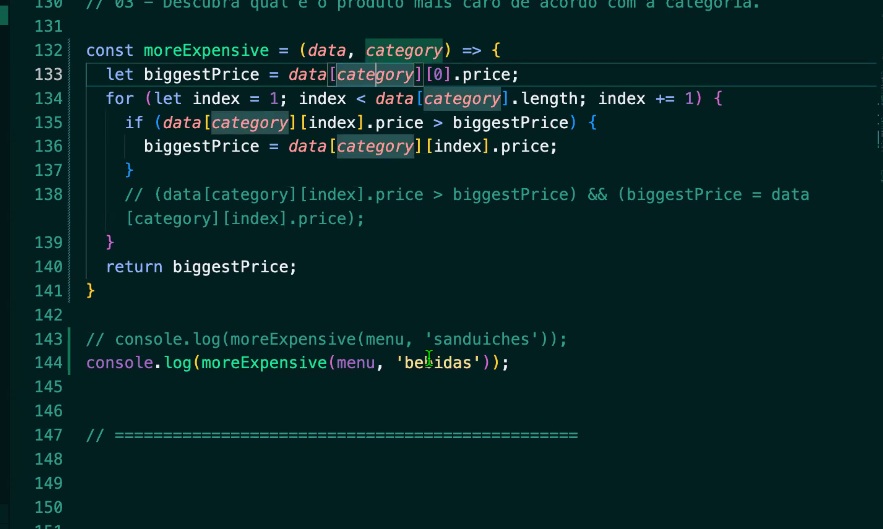 130 // 03 - Descubra qual é o produto mais caro de acordo com a categoria.
131
132 const moreExpensive = (data, category) => {
133 let biggestPrice = data[category][0].price;
134 for (let index = 1; index < data[category].length; index += 1) {
135 if (data[category][index].price > biggestPrice) {
136 biggestPrice = data[category][index].price;
137 }
138 // (data[category][index].price > biggestPrice) && (biggestPrice = data
[category][index].price);
139 }
140 return biggestPrice;
141 }
142
143 // console.log(moreExpensive(menu, 'sanduiches'));
144 console.log(moreExpensive(menu, 'bebidas'));
145
146
147 // ================================================
148
149
150
151